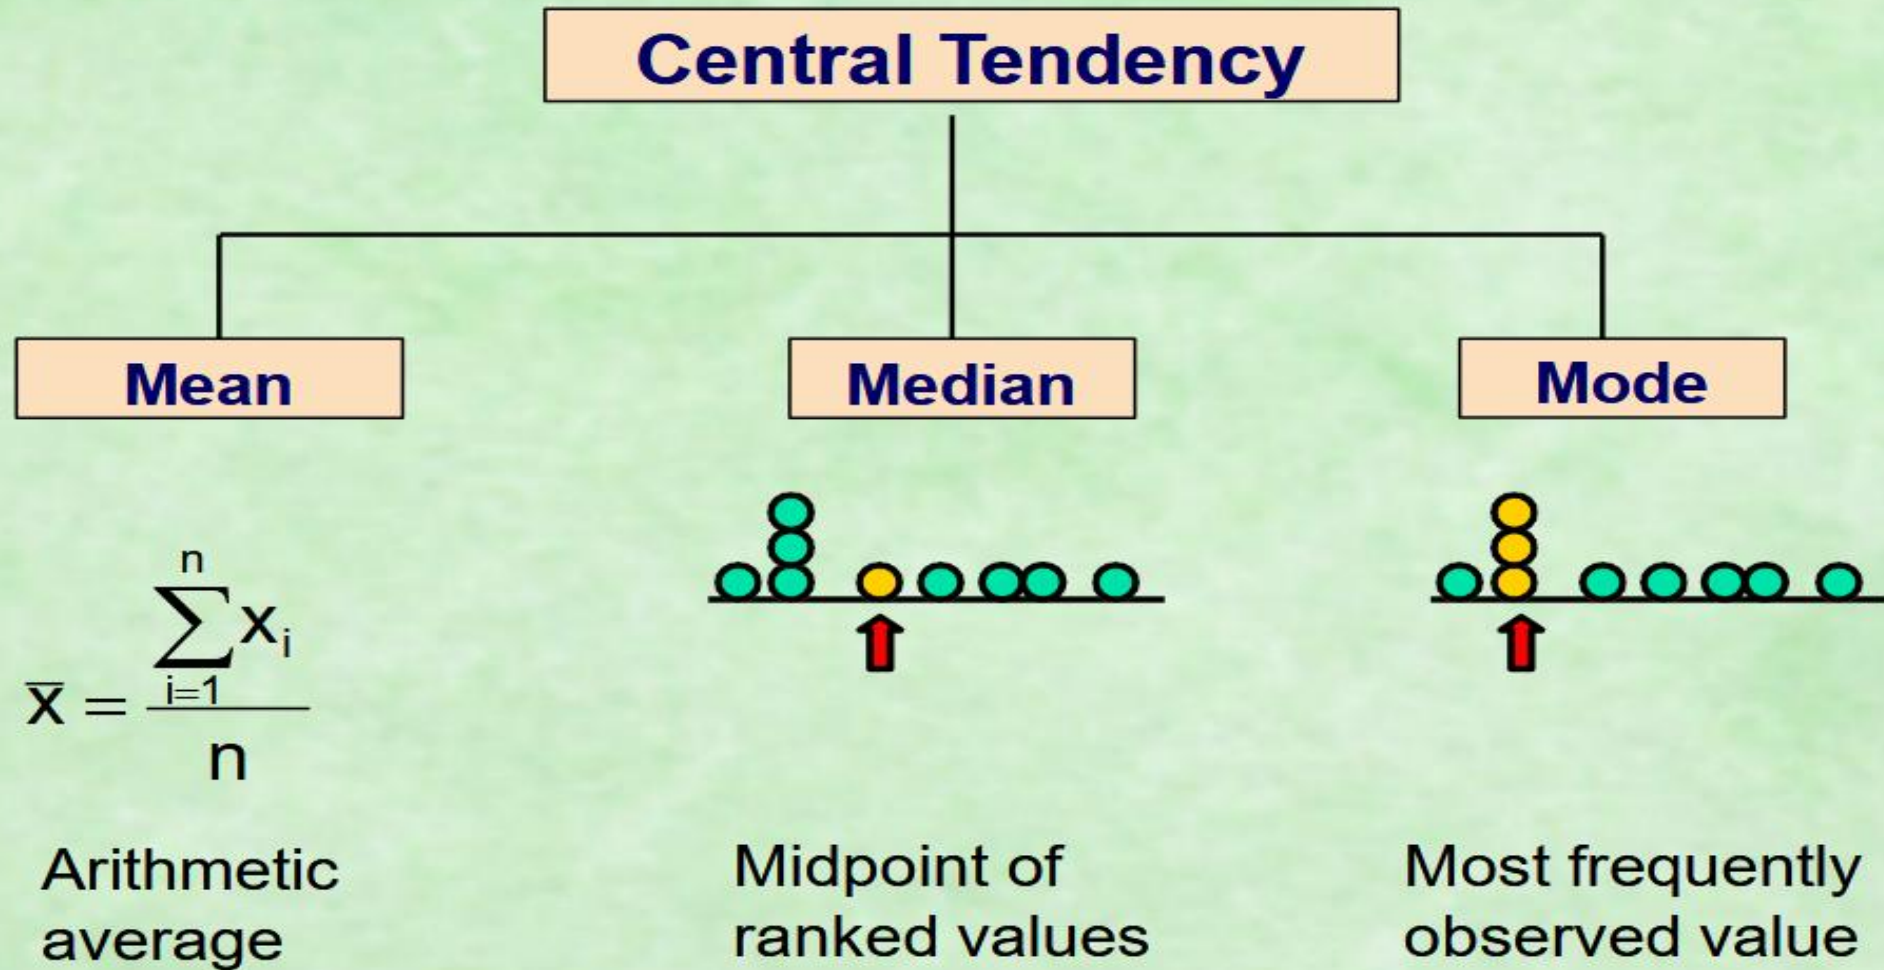 Central Tendency
Mean
Median
Mode
n
∑ xᵢ
i=1
x̄ =
n
Arithmetic
average
Midpoint of
ranked values
Most frequently
observed value